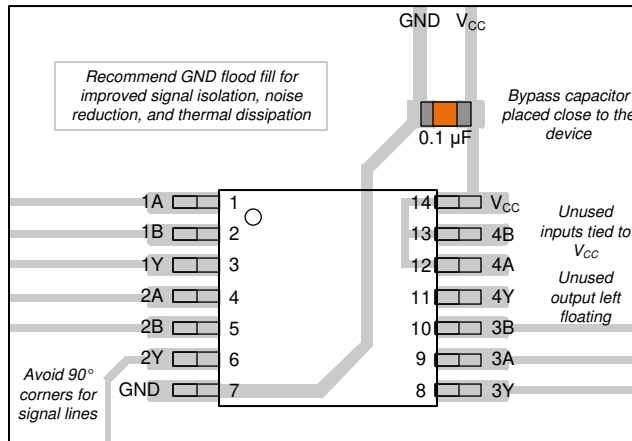 GND VCC
Recommend GND flood fill for
improved signal isolation, noise
reduction, and thermal dissipation
Bypass capacitor
placed close to the
device
0.1 µF
1A 1 14 VCC
1B 2 13 4B
1Y 3 12 4A
2A 4 11 4Y
2B 5 10 3B
2Y 6 9 3A
GND 7 8 3Y
Unused
inputs tied to
VCC
Unused
output left
floating
Avoid 90°
corners for
signal lines